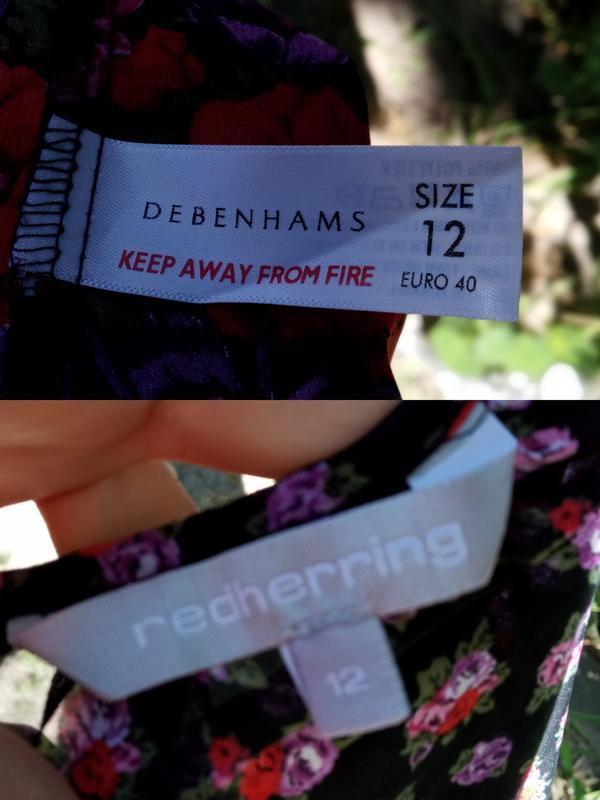 DEBENHAMS
KEEP AWAY FROM FIRE
SIZE
12
EURO 40
redherring
12